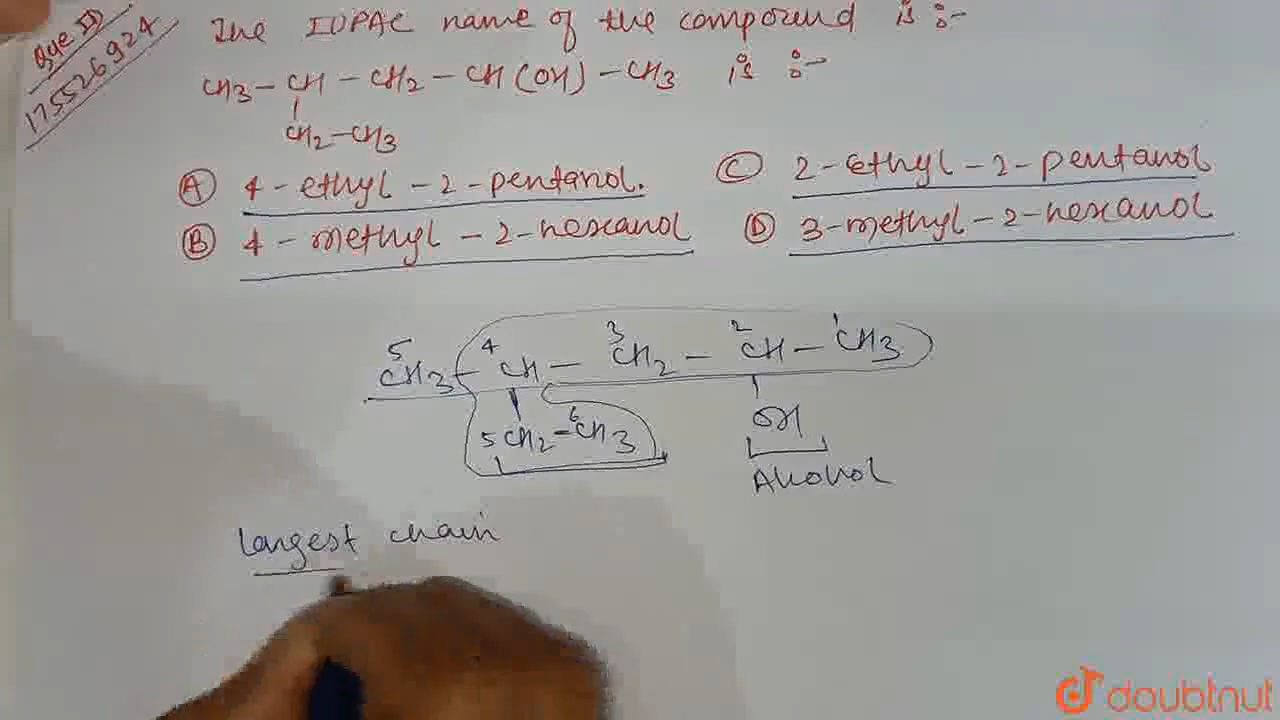 Que ID
175526924
The IUPAC name of the compound is :-
CH3 - CH - CH2 - CH (OH) - CH3 is :-
CH2 - CH3
(A) 4 - ethyl - 2 - pentanol.
(C) 2 - ethyl - 2 - pentanol
(B) 4 - methyl - 2 - hexanol
(D) 3 - methyl - 2 - hexanol
5 4 3 2 1
CH3 - CH - CH2 - CH - CH3
5 CH2 - 6 CH3
OH
Alcohol
largest chain
doubtnut